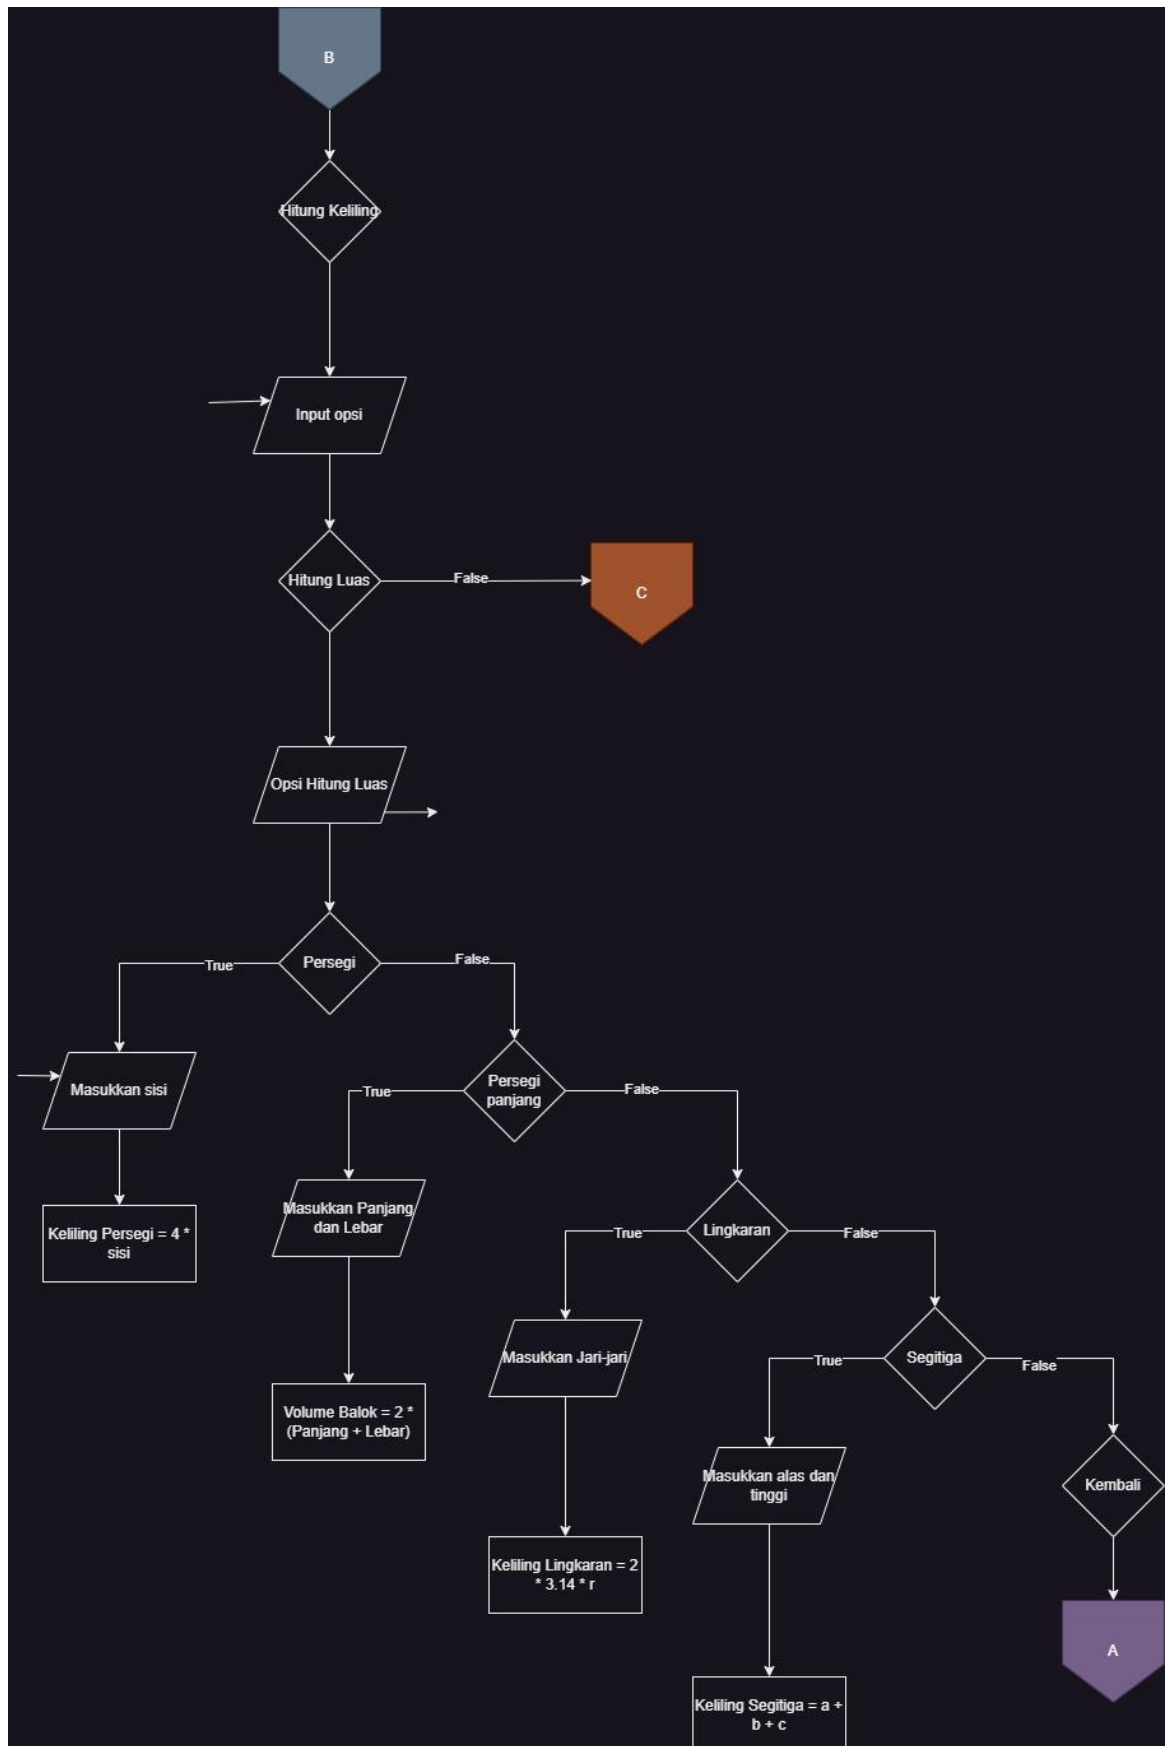 B
Hitung Keliling
Input opsi
Hitung Luas
False
C
Opsi Hitung Luas
True
Persegi
False
Masukkan sisi
Keliling Persegi = 4 *
sisi
True
Persegi
panjang
False
Masukkan Panjang
dan Lebar
Volume Balok = 2 *
(Panjang + Lebar)
True
Lingkaran
False
Masukkan Jari-jari
Keliling Lingkaran = 2
* 3.14 * r
True
Segitiga
False
Masukkan alas dan
tinggi
Keliling Segitiga = a +
b + c
Kembali
A